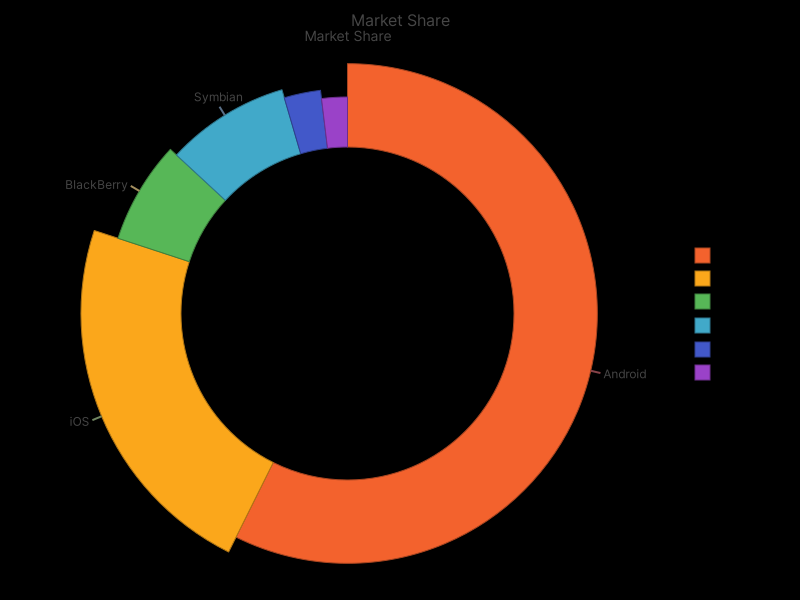 Market Share
Market Share
Symbian
BlackBerry
Android
iOS